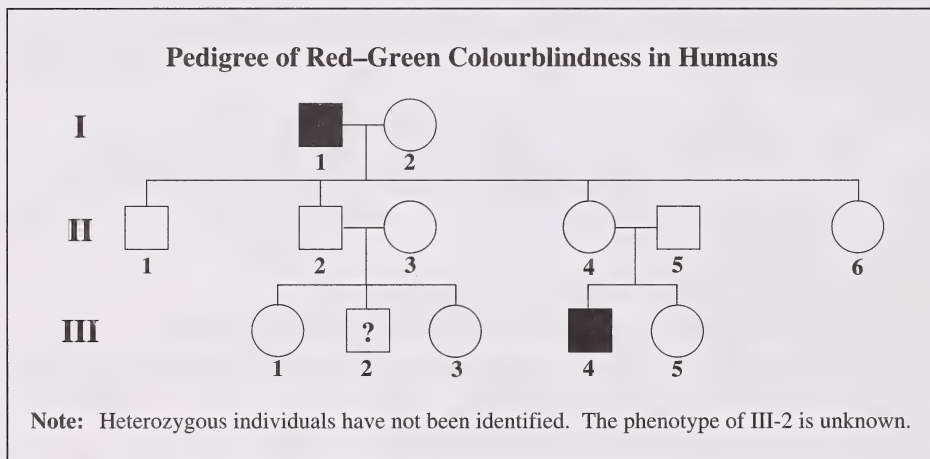 Pedigree of Red–Green Colourblindness in Humans
I
1 2
II
1 2 3 4 5 6
?
III
1 2 3 4 5
Note: Heterozygous individuals have not been identified. The phenotype of III-2 is unknown.